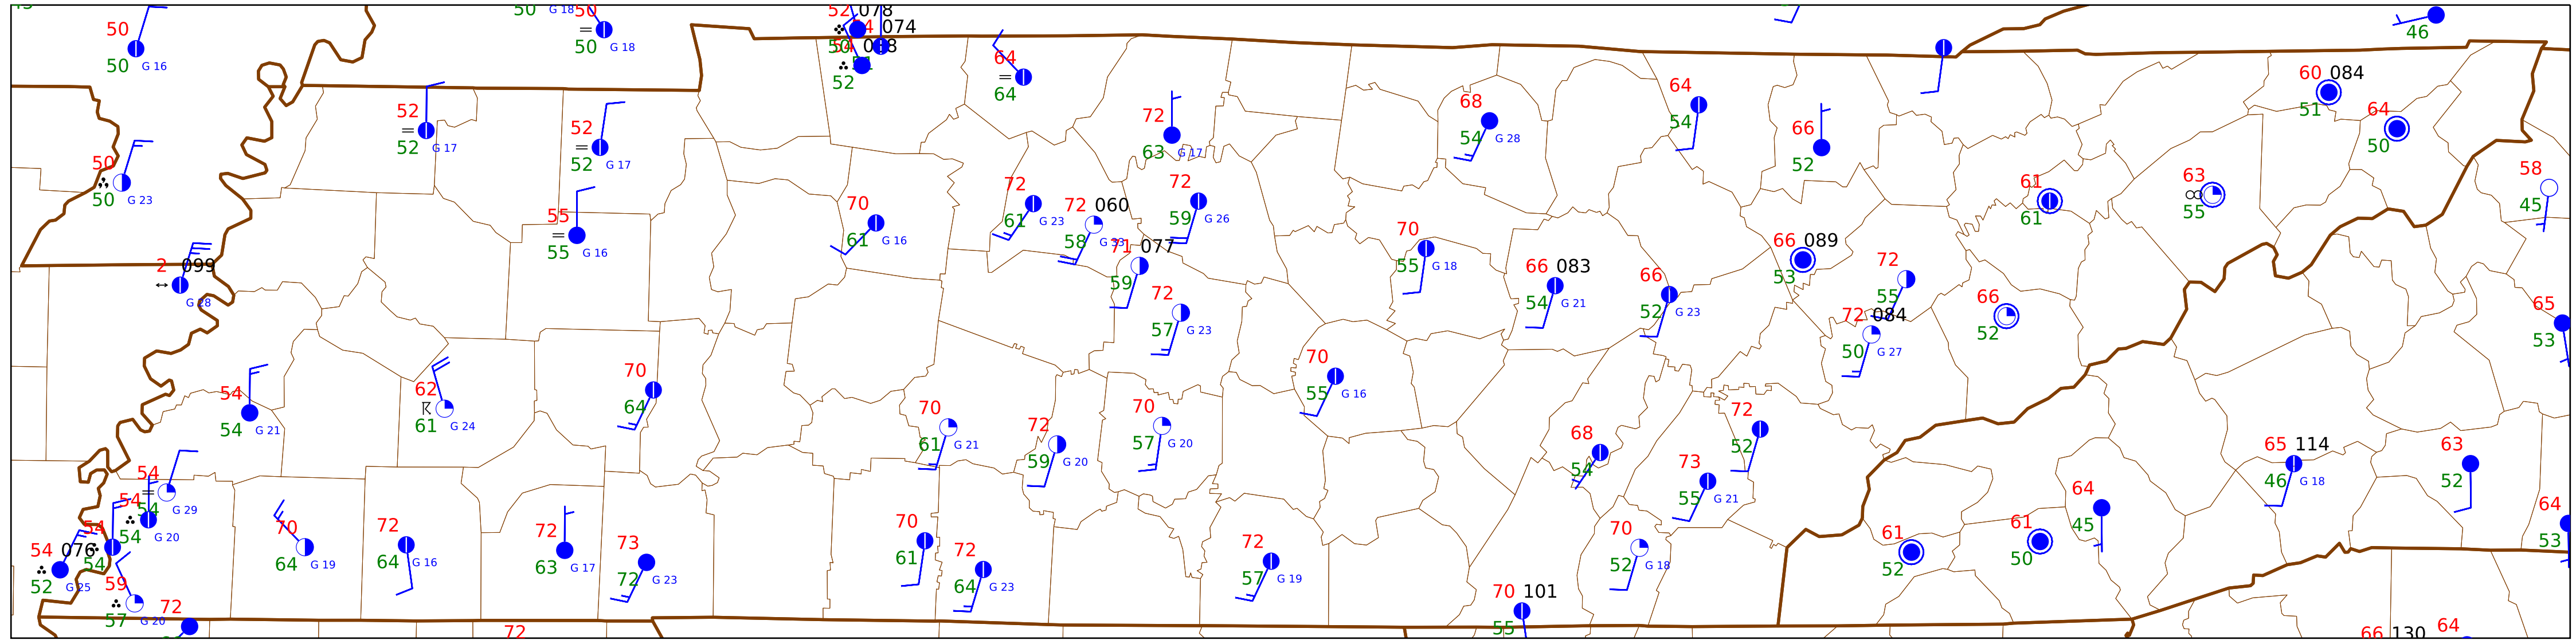 50 G 18 50 52 078
50 = 50 G 18 54 074
50 G 16 50 46
52 64
52 = 64
60 084
51
52 = 52 G 17
52 = 52 G 17
72 63 G 17
68 54 G 28
64 54
66 52
64 50
50 50 G 23
55 = 55 G 16
70 61 G 16
72 61 G 23
72 060 58
72 59 G 26
61 61
63 ∞ 55
58 45
2 099 G 28
71 077 59
70 55 G 18
66 083 54 G 21
66 52 G 23
66 089 53
72 55
66 52
72 57 G 23
72 084 50 G 27
65 53
54 54 G 21
62 61 G 24
70 64
70 55 G 16
70 61 G 21
72 59 G 20
70 57 G 20
68 54
72 52
73 55 G 21
65 114 46 G 18
63 52
54 = 54 G 29
54 54 G 20
54 54
54 076 52 G 25
70 64 G 19
72 64 G 16
72 63 G 17
73 72 G 23
70 61
72 64 G 23
72 57 G 19
70 52 G 18
61 52
61 50
64 45
64 53
59 57 G 20
72
72
70 101 55
66 130 64